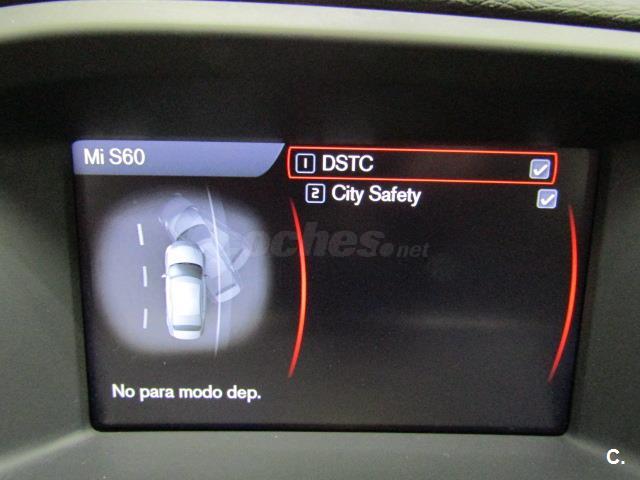 Mi S60
1 DSTC
2 City Safety
coches.net
No para modo dep.
C.